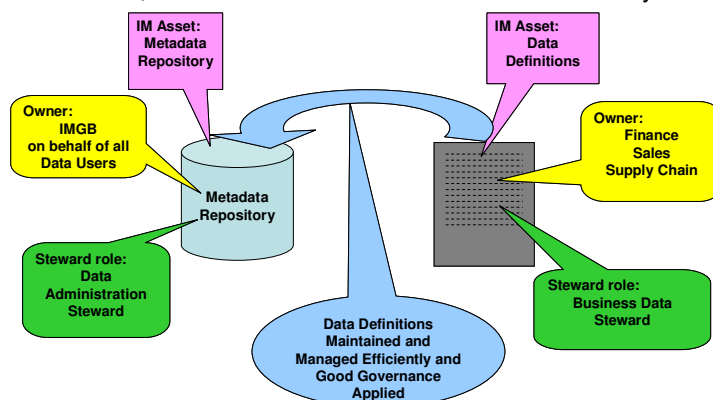 IM Asset:
Metadata
Repository
IM Asset:
Data
Definitions
Owner:
IMGB
on behalf of all
Data Users
Owner:
Finance
Sales
Supply Chain
Metadata
Repository
Steward role:
Data
Administration
Steward
Steward role:
Business Data
Steward
Data Definitions
Maintained and
Managed Efficiently and
Good Governance
Applied